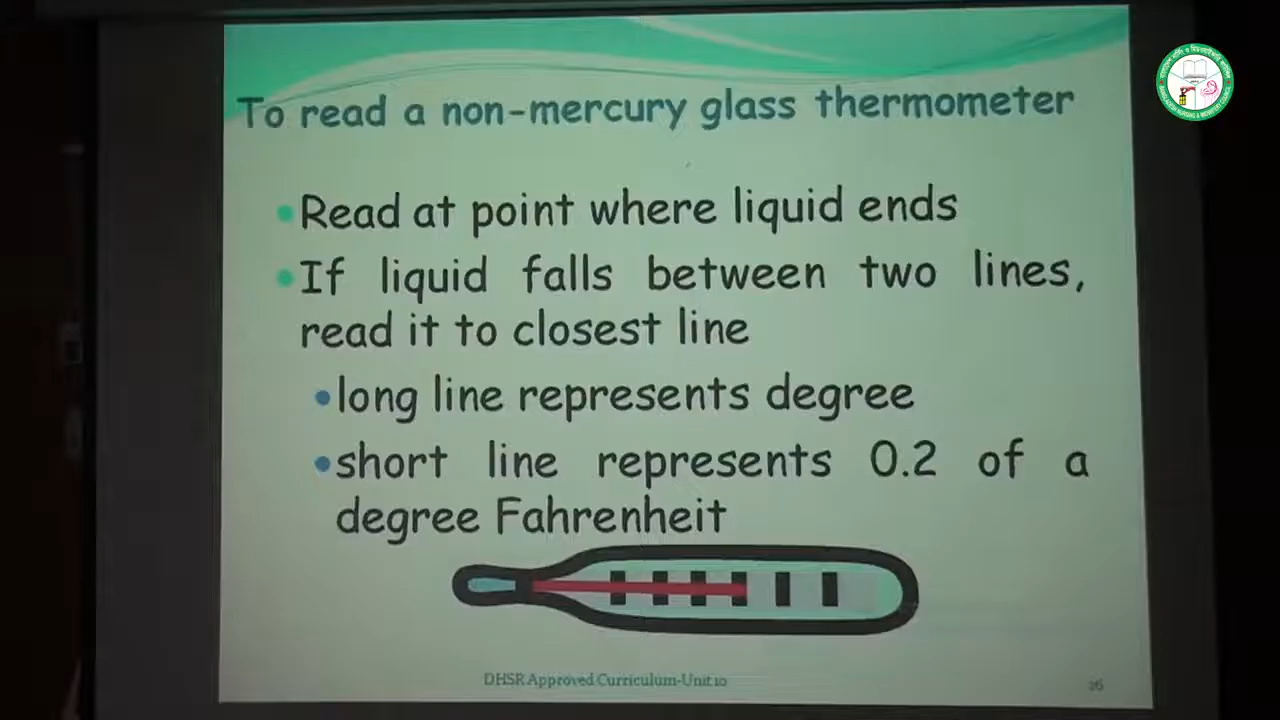 To read a non-mercury glass thermometer
•Read at point where liquid ends
•If liquid falls between two lines,
read it to closest line
•long line represents degree
•short line represents 0.2 of a
degree Fahrenheit
DHSR Approved Curriculum-Unit 10
26